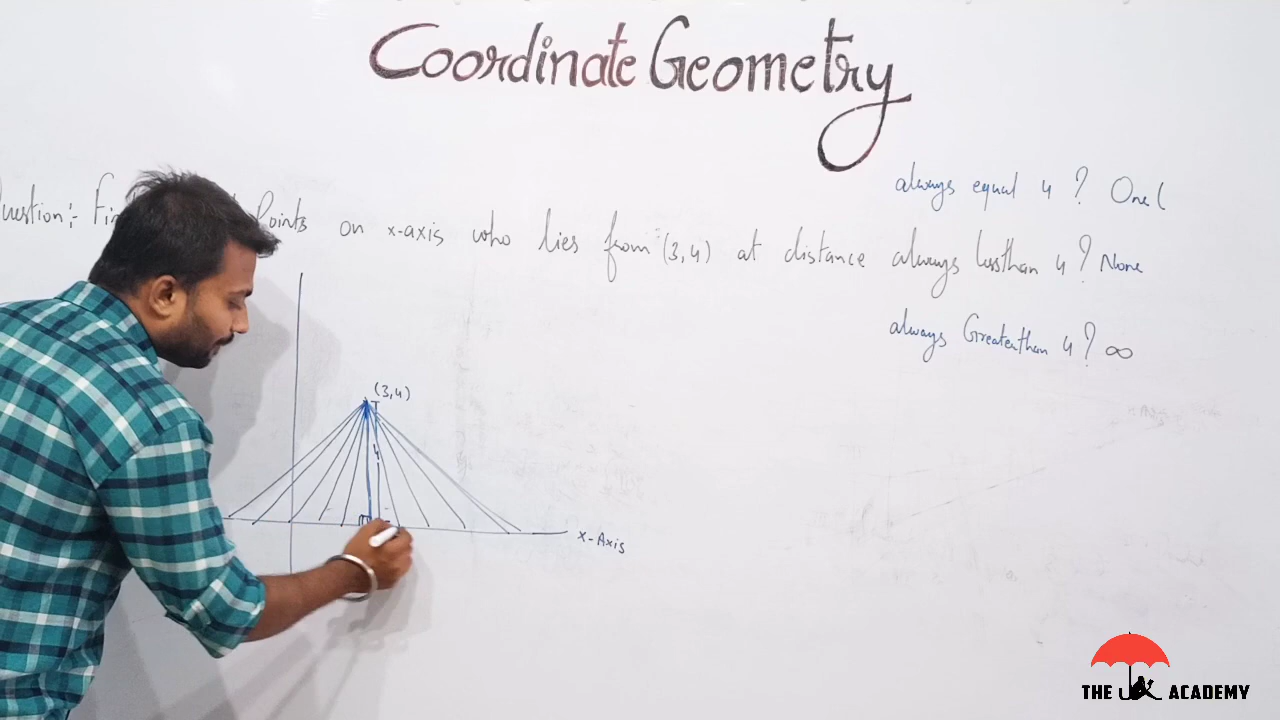 Coordinate Geometry
always equal 4 ? One (
Question:- Points on x-axis who lies from (3,4) at distance always lessthan 4 ? None
always Greaterthan 4 ? ∞
(3,4)
4
x-Axis
THE ACADEMY